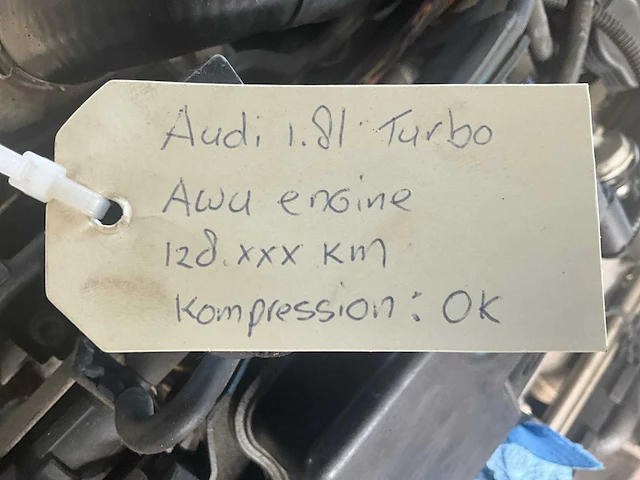 Audi 1.8l Turbo
AWU engine
128.xxx km
Kompression: OK